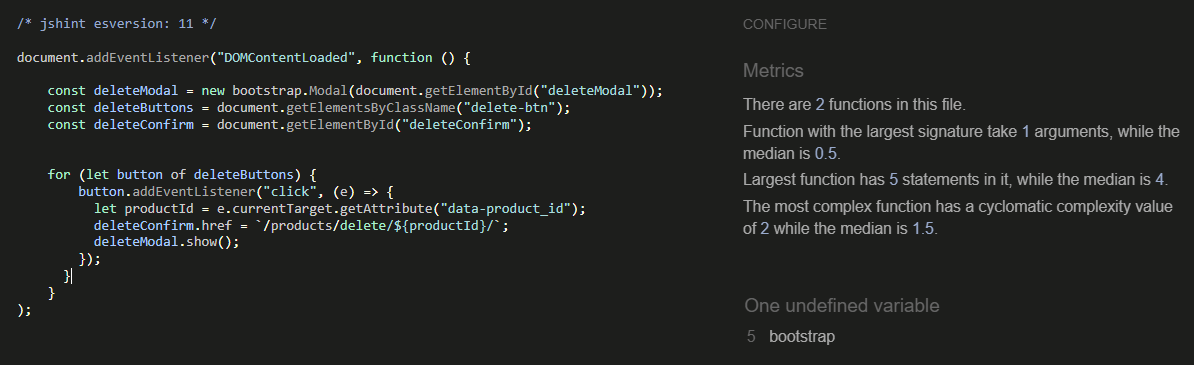 /* jshint esversion: 11 */
document.addEventListener("DOMContentLoaded", function () {
const deleteModal = new bootstrap.Modal(document.getElementById("deleteModal"));
const deleteButtons = document.getElementsByClassName("delete-btn");
const deleteConfirm = document.getElementById("deleteConfirm");
for (let button of deleteButtons) {
button.addEventListener("click", (e) => {
let productId = e.currentTarget.getAttribute("data-product_id");
deleteConfirm.href = `/products/delete/${productId}/`;
deleteModal.show();
});
}
}
);
CONFIGURE
Metrics
There are 2 functions in this file.
Function with the largest signature take 1 arguments, while the
median is 0.5.
Largest function has 5 statements in it, while the median is 4.
The most complex function has a cyclomatic complexity value
of 2 while the median is 1.5.
One undefined variable
5 bootstrap